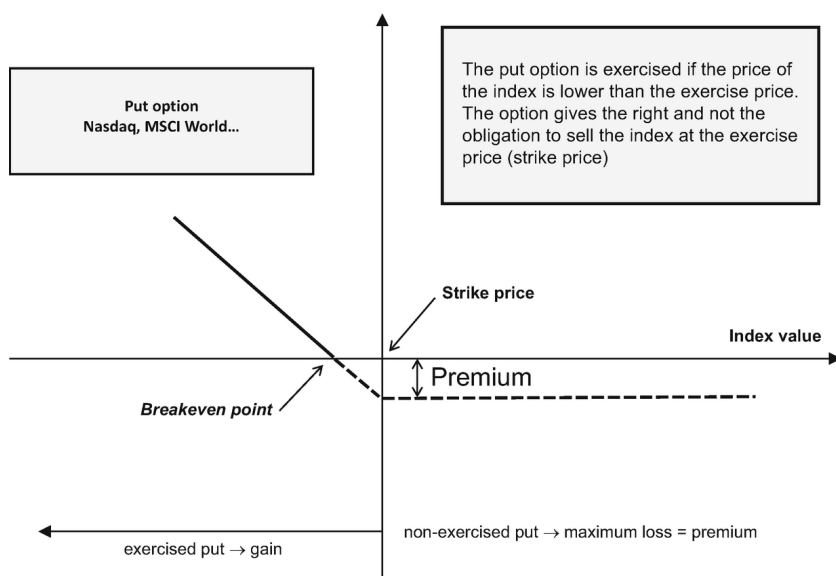 Put option
Nasdaq, MSCI World...
The put option is exercised if the price of
the index is lower than the exercise price.
The option gives the right and not the
obligation to sell the index at the exercise
price (strike price)
Strike price
Index value
Premium
Breakeven point
exercised put → gain
non-exercised put → maximum loss = premium